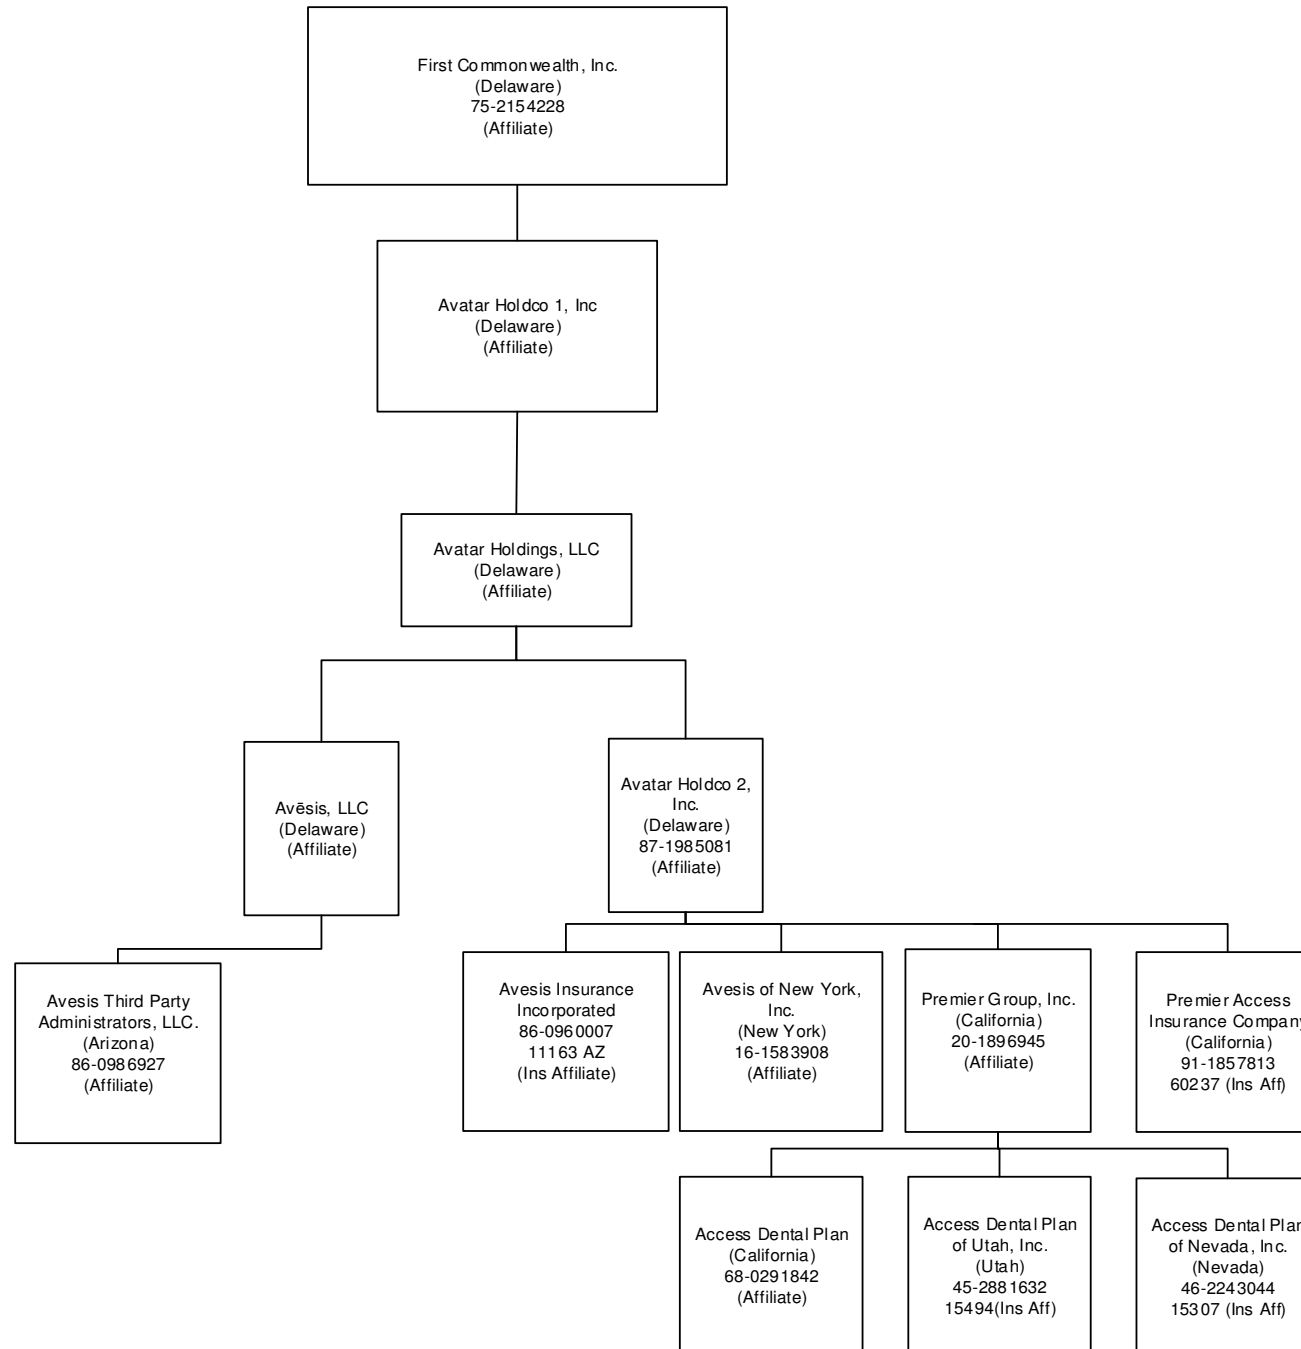 First Commonwealth, Inc.
(Delaware)
75-2154228
(Affiliate)
Avatar Holdco 1, Inc
(Delaware)
(Affiliate)
Avatar Holdings, LLC
(Delaware)
(Affiliate)
Avēsis, LLC
(Delaware)
(Affiliate)
Avatar Holdco 2,
Inc.
(Delaware)
87-1985081
(Affiliate)
Avesis Third Party
Administrators, LLC.
(Arizona)
86-0986927
(Affiliate)
Avesis Insurance
Incorporated
86-0960007
11163 AZ
(Ins Affiliate)
Avesis of New York,
Inc.
(New York)
16-1583908
(Affiliate)
Premier Group, Inc.
(California)
20-1896945
(Affiliate)
Premier Access
Insurance Company
(California)
91-1857813
60237 (Ins Aff)
Access Dental Plan
(California)
68-0291842
(Affiliate)
Access Dental Plan
of Utah, Inc.
(Utah)
45-2881632
15494(Ins Aff)
Access Dental Plan
of Nevada, Inc.
(Nevada)
46-2243044
15307 (Ins Aff)